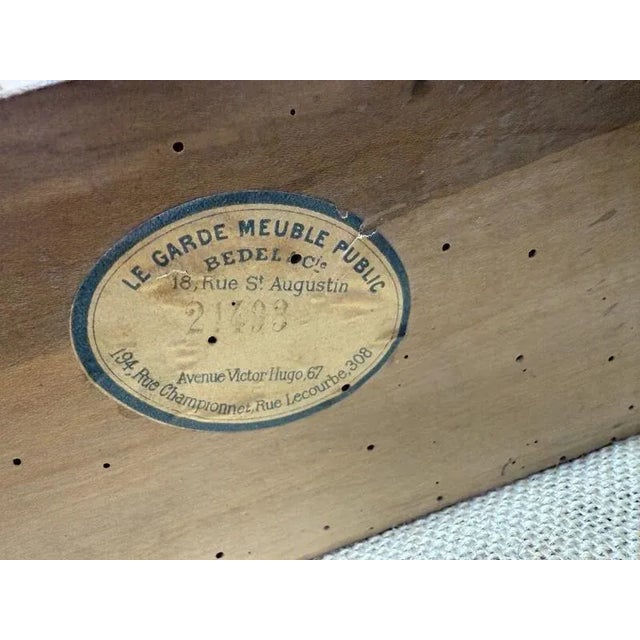 LE GARDE MEUBLE PUBLIC
BEDEL & Cie
18, Rue St Augustin
21493
Avenue Victor Hugo, 67
194, Rue Championnet, Rue Lecourbe, 308